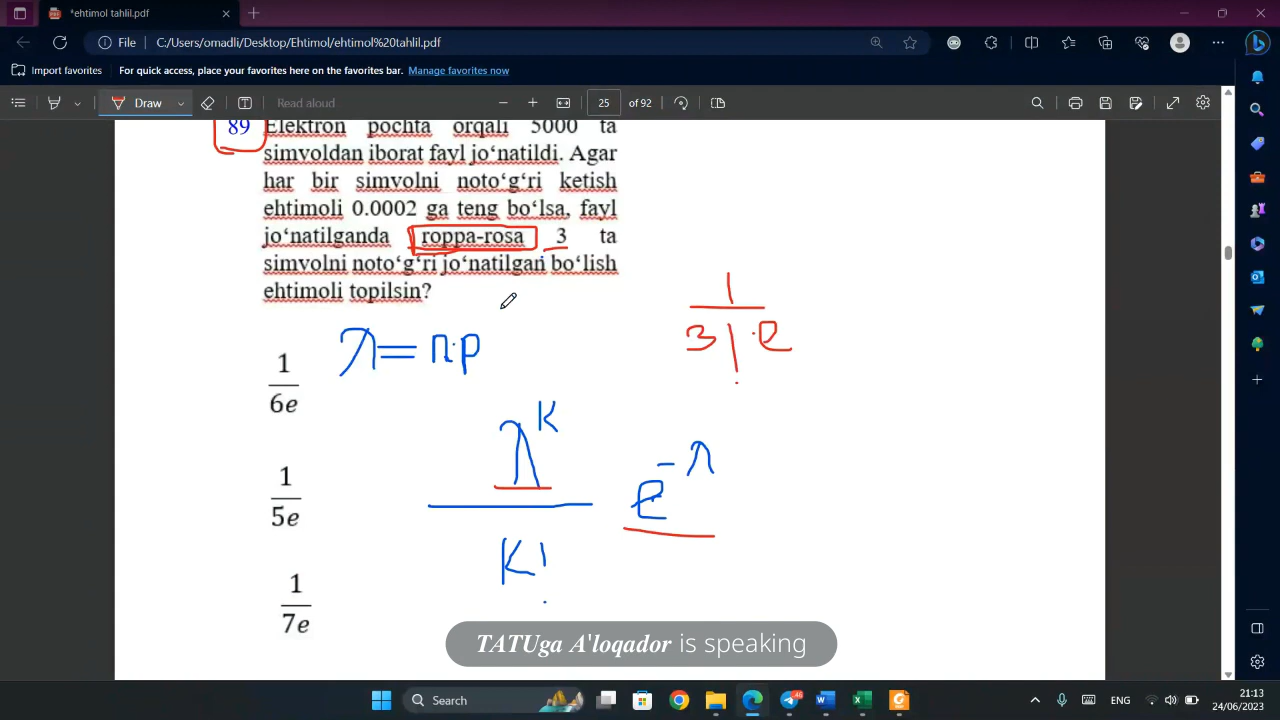 *ehtimol tahlil.pdf
File
C:/Users/omadli/Desktop/Ehtimol/ehtimol%20tahlil.pdf
Import favorites
For quick access, place your favorites here on the favorites bar. Manage favorites now
Draw
Read aloud
25 of 92
89 Elektron pochta orqali 5000 ta
simvoldan iborat fayl jo‘natildi. Agar
har bir simvolni noto‘g‘ri ketish
ehtimoli 0.0002 ga teng bo‘lsa, fayl
jo‘natilganda roppa-rosa 3 ta
simvolni noto‘g‘ri jo‘natilgan bo‘lish
ehtimoli topilsin?
λ = n·p
1
3! · e
1
6e
λ^K
K!
e^-λ
1
5e
1
7e
TATUga A'loqador is speaking
Search
46
ENG
21:13
24/06/2023